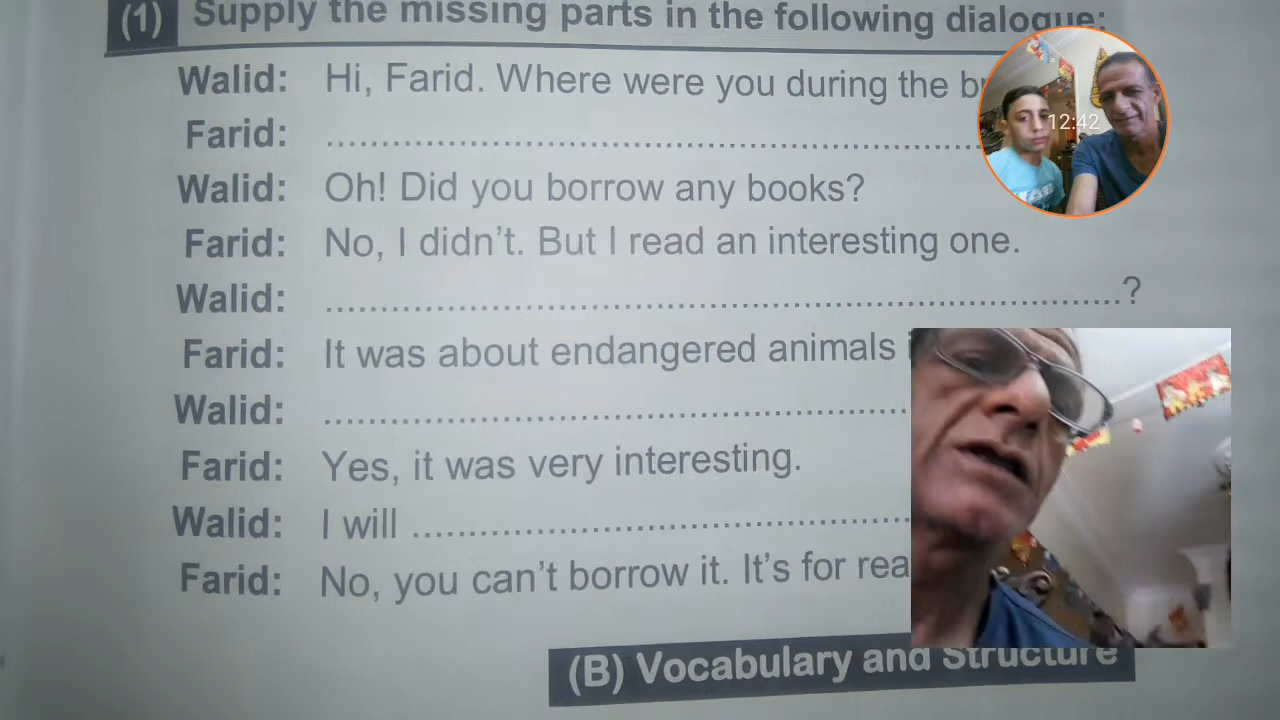 (1) Supply the missing parts in the following dialogue:
Walid: Hi, Farid. Where were you during the
12:42
Farid: ................................................................
Walid: Oh! Did you borrow any books?
Farid: No, I didn't. But I read an interesting one.
Walid: ................................................................................?
Farid: It was about endangered animals
Walid: ..........................................................
Farid: Yes, it was very interesting.
Walid: I will ..................................................
Farid: No, you can't borrow it. It's for
(B) Vocabulary and Structure